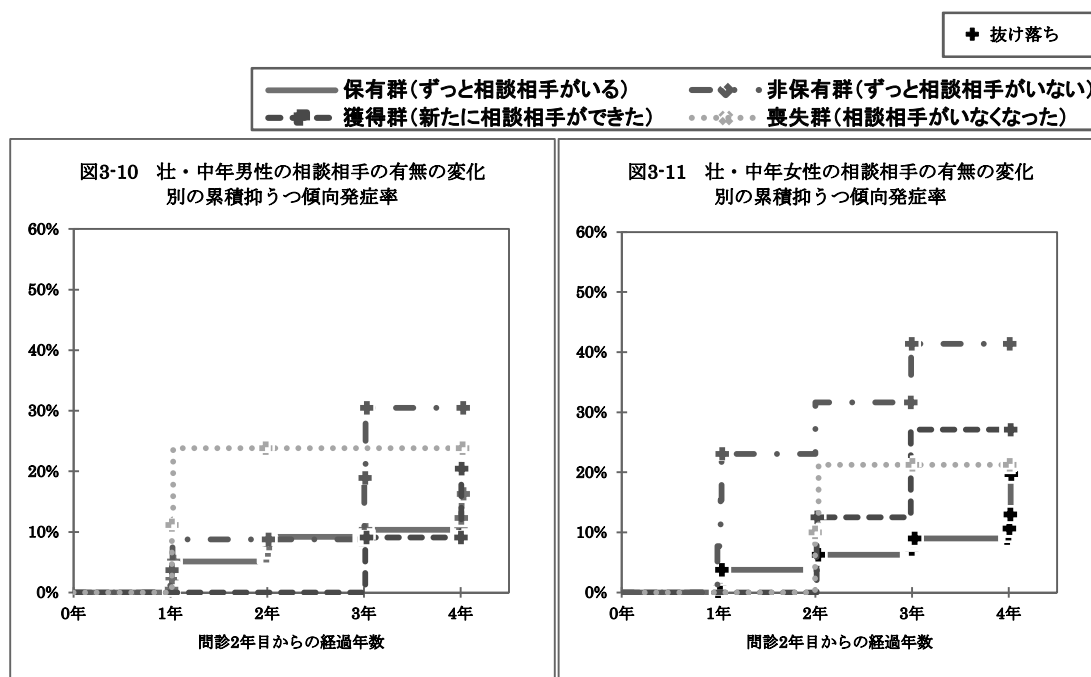 抜け落ち
保有群(ずっと相談相手がいる)
非保有群(ずっと相談相手がいない)
獲得群(新たに相談相手ができた)
喪失群(相談相手がいなくなった)
図3-10 壮・中年男性の相談相手の有無の変化
別の累積抑うつ傾向発症率
60%
50%
40%
30%
20%
10%
0%
0年
1年
2年
3年
4年
問診2年目からの経過年数
図3-11 壮・中年女性の相談相手の有無の変化
別の累積抑うつ傾向発症率
60%
50%
40%
30%
20%
10%
0%
0年
1年
2年
3年
4年
問診2年目からの経過年数